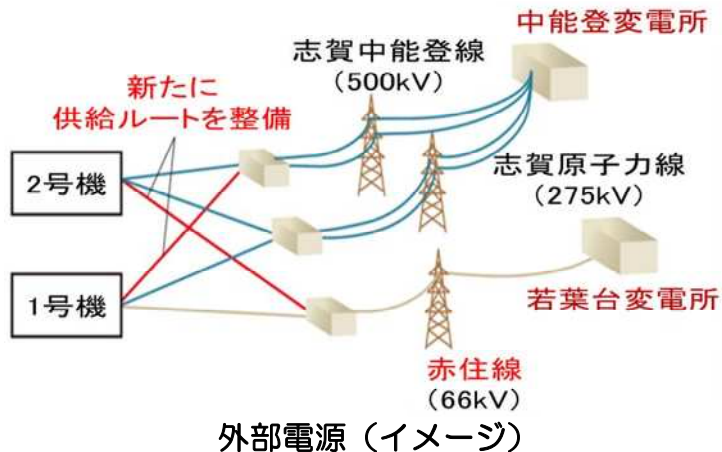 中能登変電所
志賀中能登線
（500kV）
新たに
供給ルートを整備
2号機
志賀原子力線
（275kV）
1号機
若葉台変電所
赤住線
（66kV）
外部電源（イメージ）